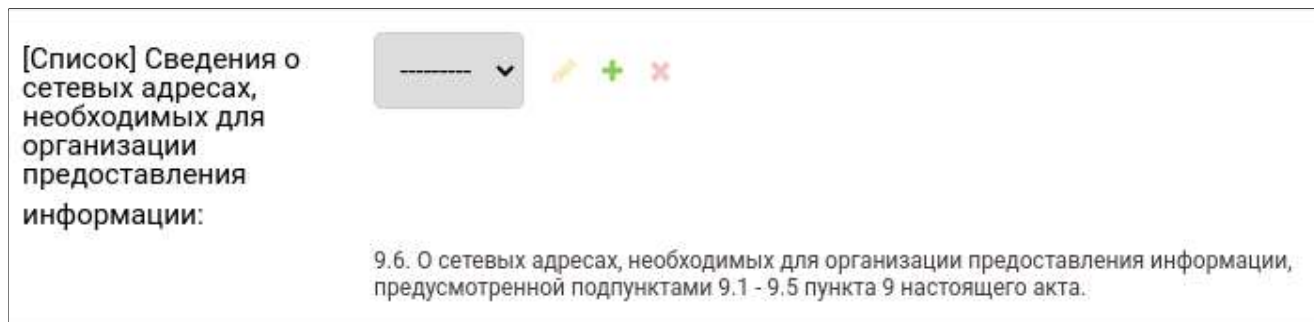 [Список] Сведения о
сетевых адресах,
необходимых для
организации
предоставления
информации:
---------
9.6. О сетевых адресах, необходимых для организации предоставления информации,
предусмотренной подпунктами 9.1 - 9.5 пункта 9 настоящего акта.